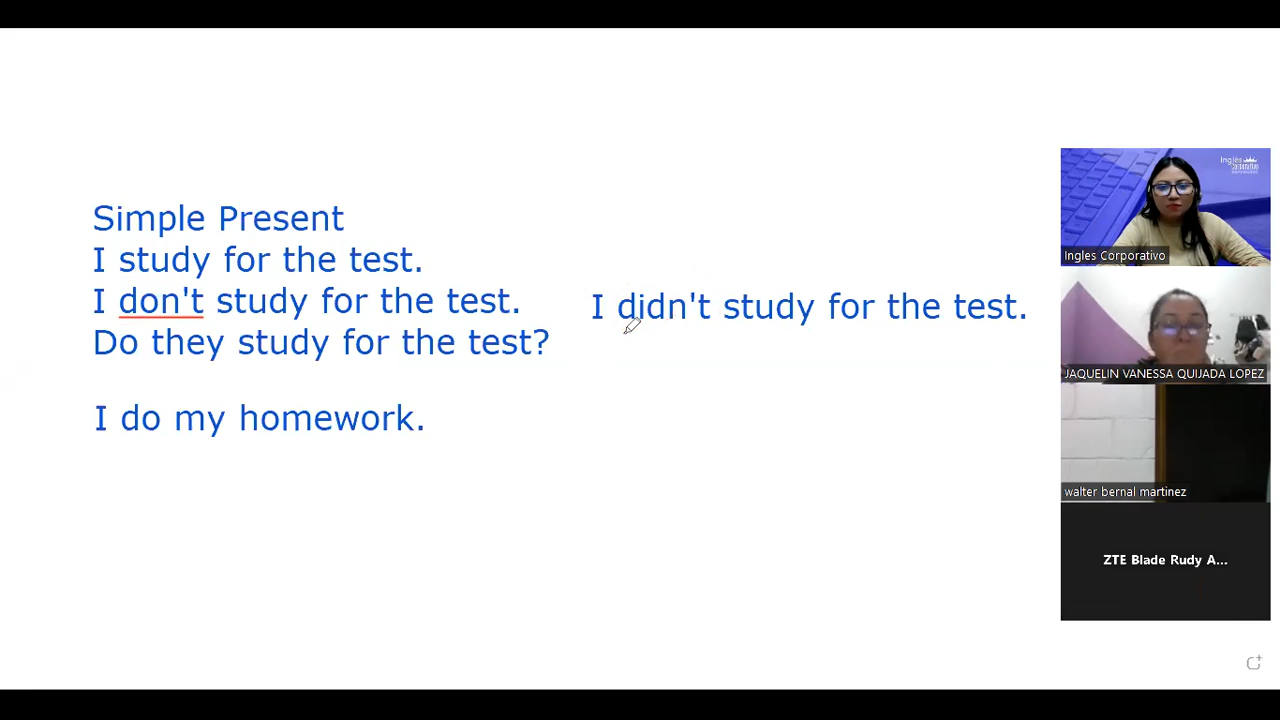 Simple Present
I study for the test.
I don't study for the test.
Do they study for the test?
I do my homework.
I didn't study for the test.
Ingles Corporativo
JAQUELIN VANESSA QUIJADA LOPEZ
walter bernal martinez
ZTE Blade Rudy A...